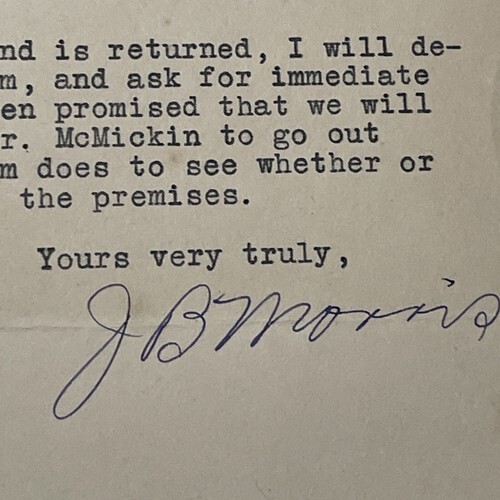 nd is returned, I will de-
m, and ask for immediate
en promised that we will
r. McMickin to go out
m does to see whether or
the premises.
Yours very truly,
J B Morris